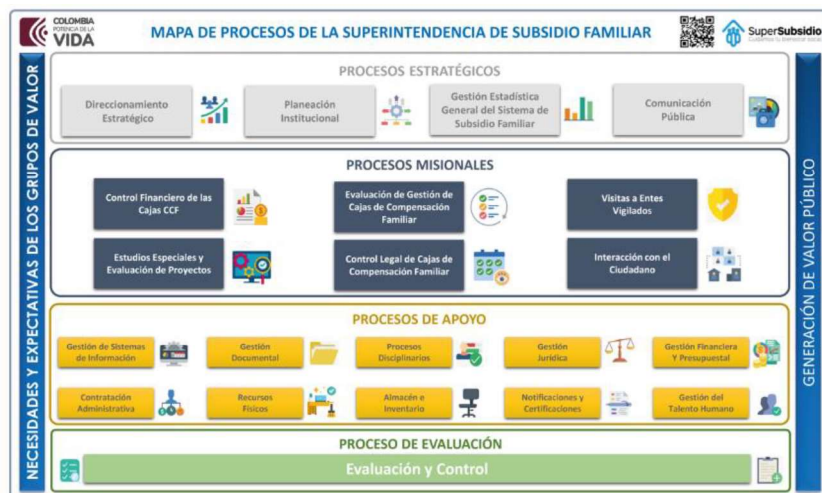 COLOMBIA
POTENCIA DE LA
VIDA
MAPA DE PROCESOS DE LA SUPERINTENDENCIA DE SUBSIDIO FAMILIAR
SuperSubsidio
NECESIDADES Y EXPECTATIVAS DE LOS GRUPOS DE VALOR
PROCESOS ESTRATÉGICOS
Direccionamiento
Estratégico
Planeación
Institucional
Gestión Estadística
General del Sistema de
Subsidio Familiar
Comunicación
Pública
PROCESOS MISIONALES
Control Financiero de las
Cajas CCF
Evaluación de Gestión de
Cajas de Compensación
Familiar
Visitas a Entes
Vigilados
Estudios Especiales y
Evaluación de Proyectos
Control Legal de Cajas de
Compensación Familiar
Interacción con el
Ciudadano
PROCESOS DE APOYO
Gestión de Sistemas
de Información
Gestión
Documental
Procesos
Disciplinarios
Gestión
Jurídica
Gestión Financiera
Y Presupuestal
Contratación
Administrativa
Recursos
Físicos
Almacén e
Inventario
Notificaciones y
Certificaciones
Gestión del
Talento Humano
PROCESO DE EVALUACIÓN
Evaluación y Control
GENERACIÓN DE VALOR PÚBLICO